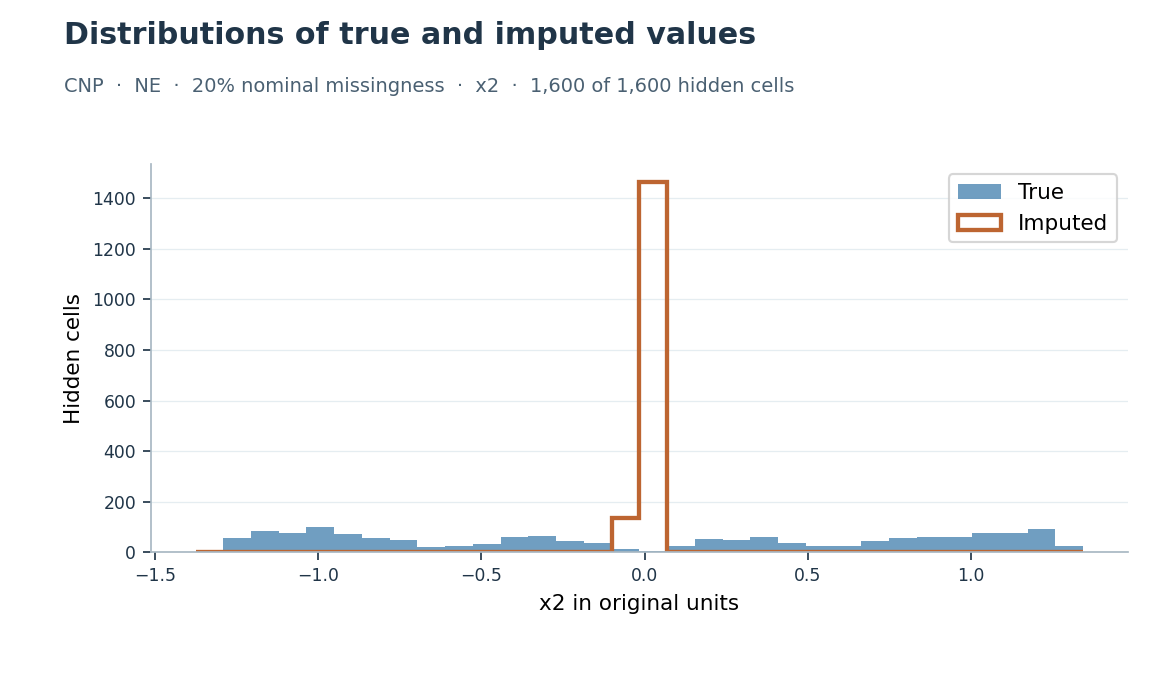 Distributions of true and imputed values
CNP · NE · 20% nominal missingness · x2 · 1,600 of 1,600 hidden cells
True
Imputed
Hidden cells
1400
1200
1000
800
600
400
200
0
−1.5 −1.0 −0.5 0.0 0.5 1.0
x2 in original units